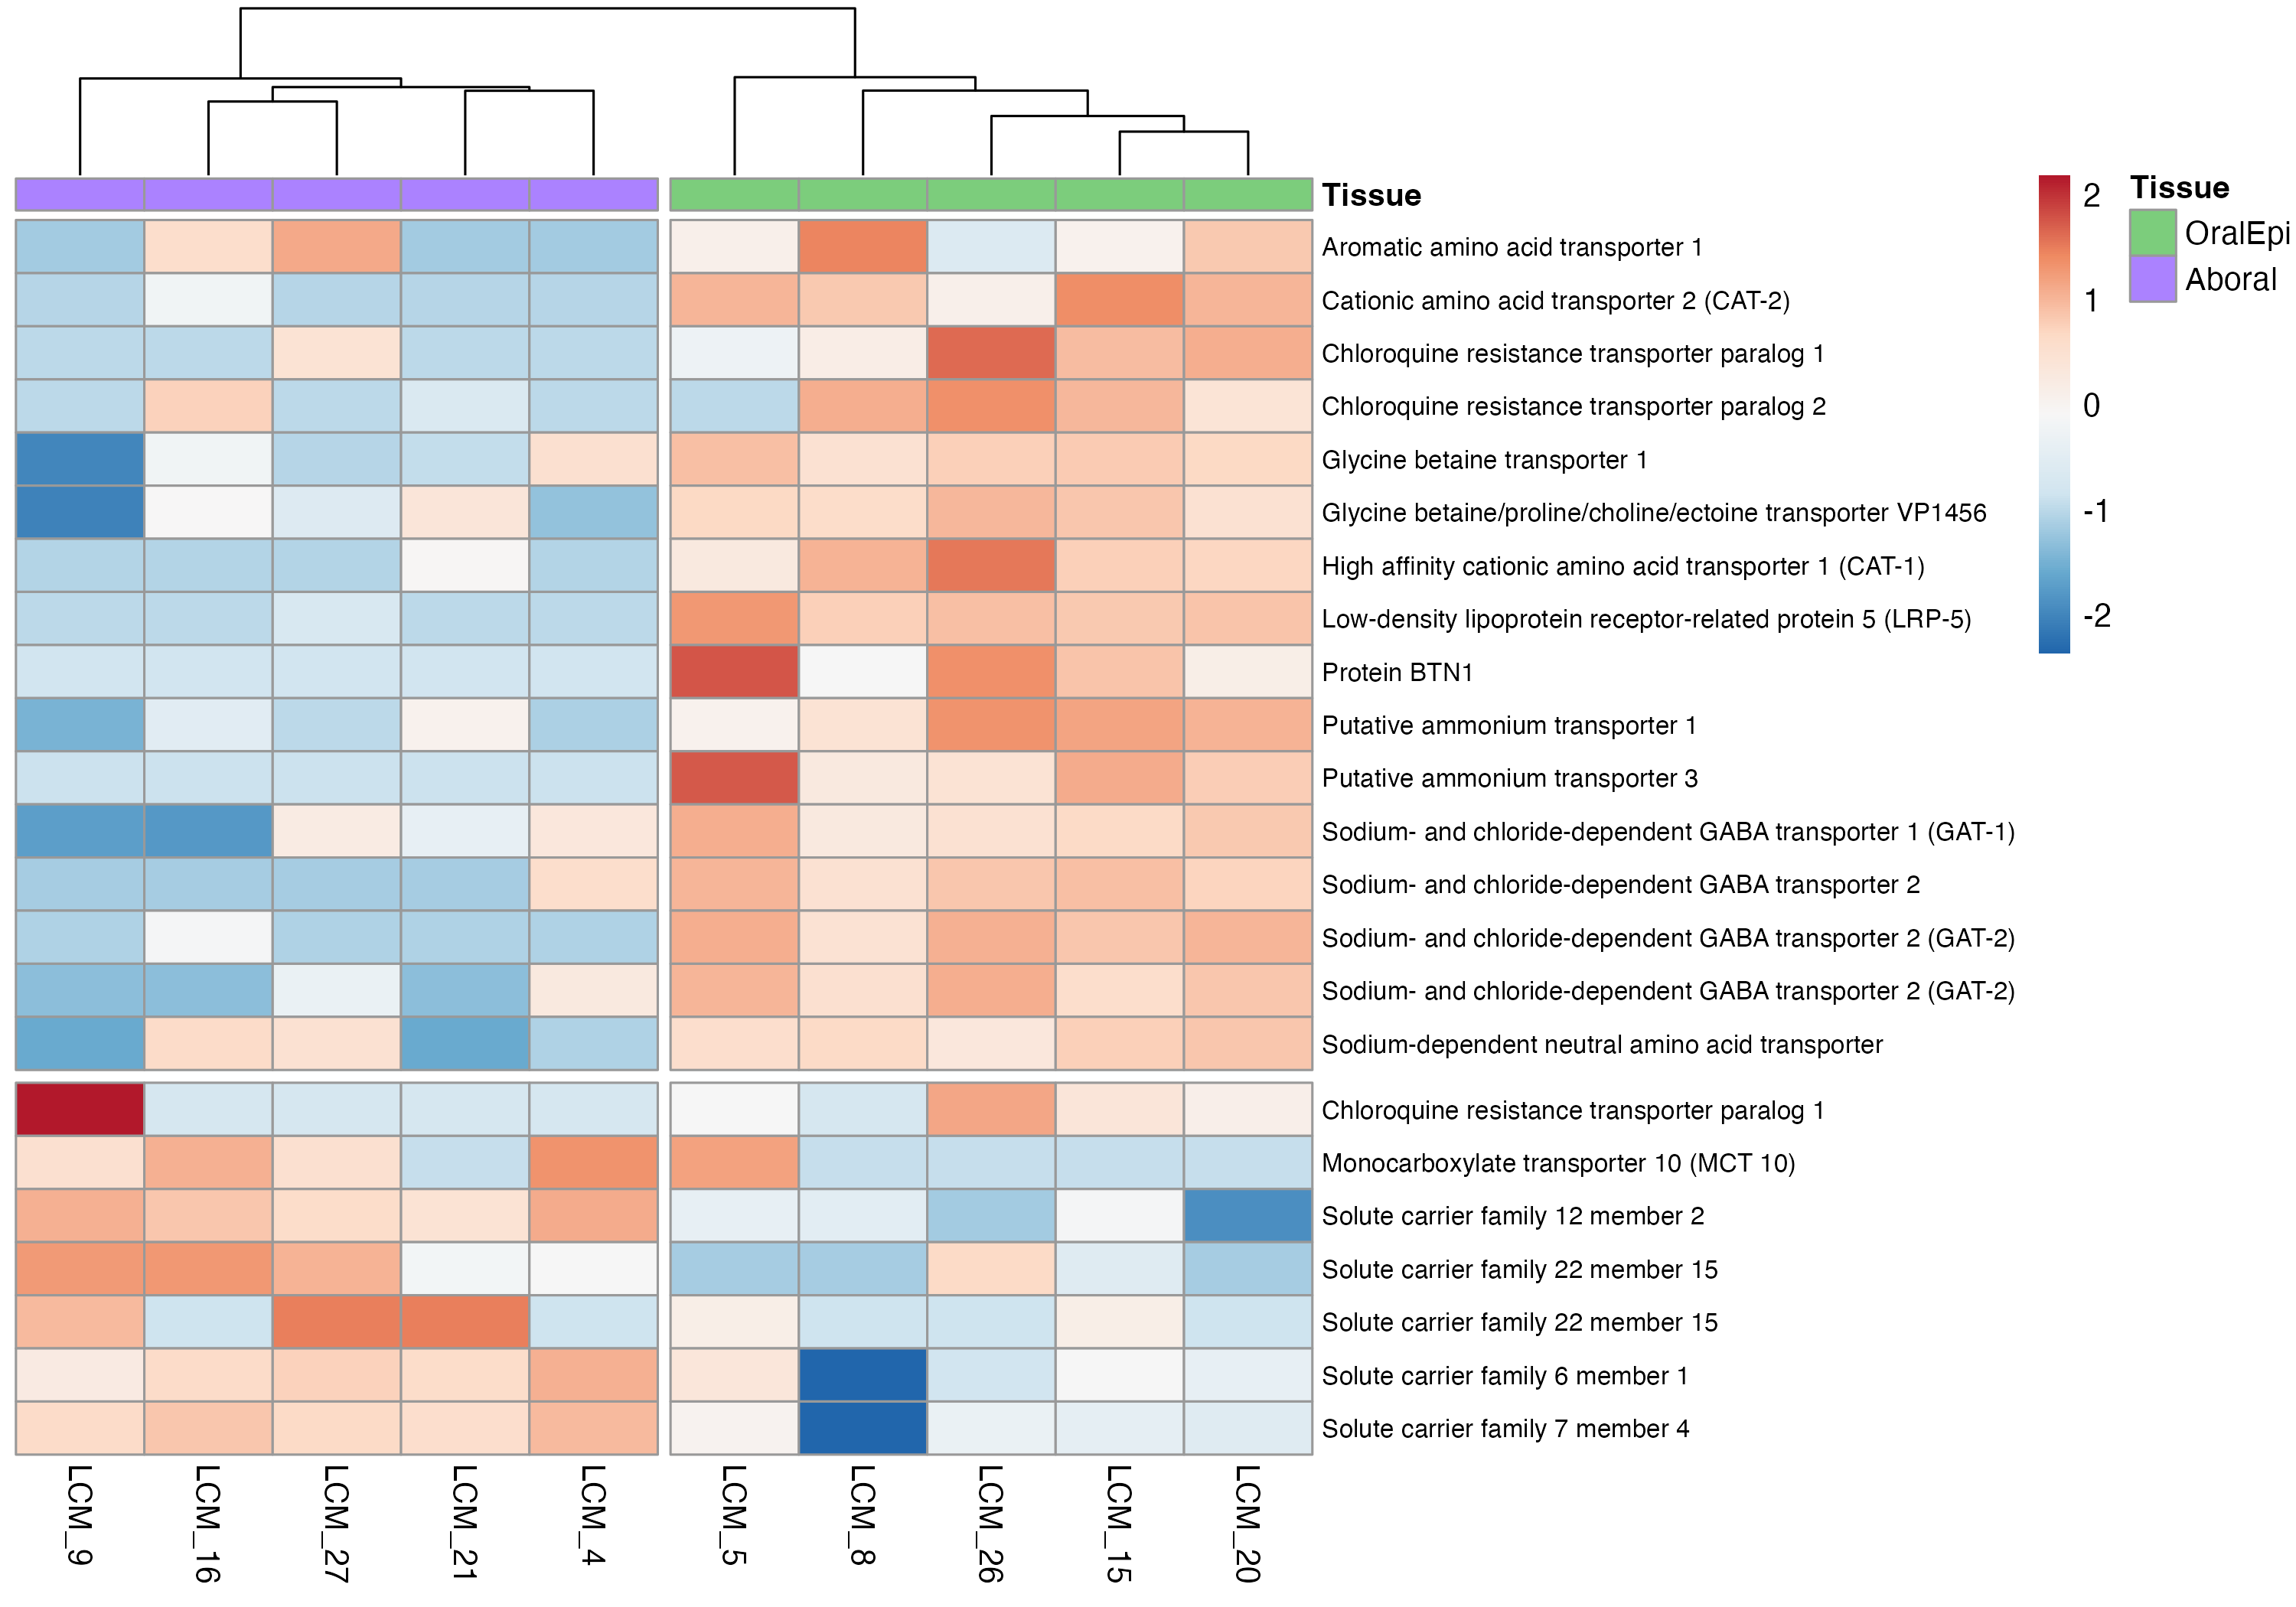 Tissue
Aromatic amino acid transporter 1
Cationic amino acid transporter 2 (CAT-2)
Chloroquine resistance transporter paralog 1
Chloroquine resistance transporter paralog 2
Glycine betaine transporter 1
Glycine betaine/proline/choline/ectoine transporter VP1456
High affinity cationic amino acid transporter 1 (CAT-1)
Low-density lipoprotein receptor-related protein 5 (LRP-5)
Protein BTN1
Putative ammonium transporter 1
Putative ammonium transporter 3
Sodium- and chloride-dependent GABA transporter 1 (GAT-1)
Sodium- and chloride-dependent GABA transporter 2
Sodium- and chloride-dependent GABA transporter 2 (GAT-2)
Sodium- and chloride-dependent GABA transporter 2 (GAT-2)
Sodium-dependent neutral amino acid transporter
Chloroquine resistance transporter paralog 1
Monocarboxylate transporter 10 (MCT 10)
Solute carrier family 12 member 2
Solute carrier family 22 member 15
Solute carrier family 22 member 15
Solute carrier family 6 member 1
Solute carrier family 7 member 4
LCM_9
LCM_16
LCM_27
LCM_21
LCM_4
LCM_5
LCM_8
LCM_26
LCM_15
LCM_20
2
1
0
-1
-2
Tissue
OralEpi
Aboral